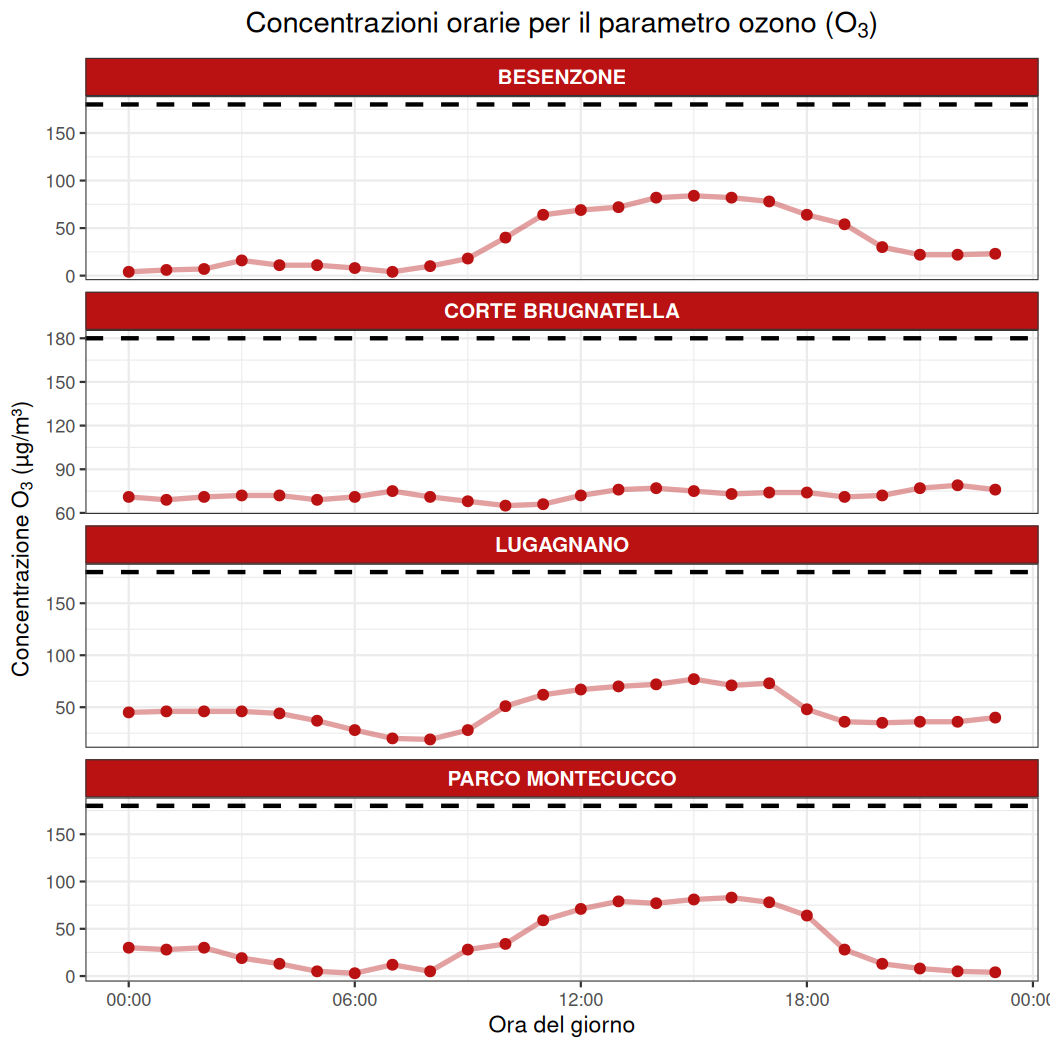 Concentrazioni orarie per il parametro ozono (O₃)
BESENZONE
150
100
50
0
CORTE BRUGNATELLA
180
150
120
90
60
LUGAGNANO
150
100
50
PARCO MONTECUCCO
150
100
50
0
00:00 06:00 12:00 18:00 00:0
Ora del giorno
Concentrazione O₃ (µg/m³)